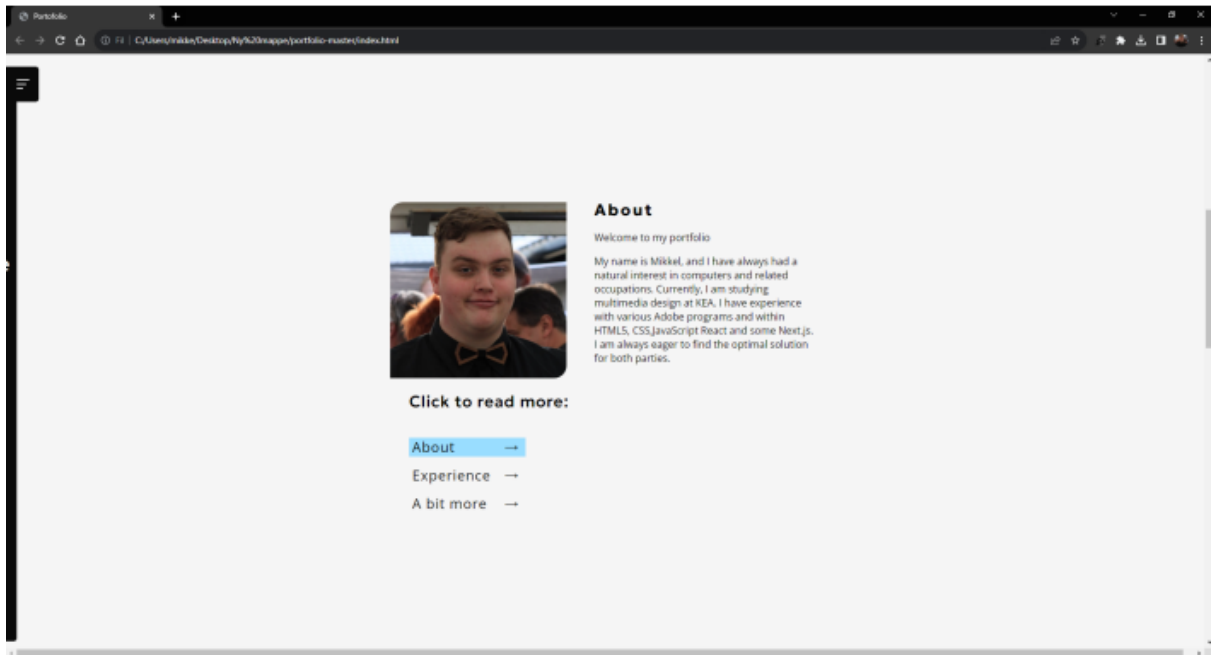 Portofolio
Fil | C:/Users/mikke/Desktop/Ny%20mappe/portfolio-master/index.html
About
Welcome to my portfolio
My name is Mikkel, and I have always had a
natural interest in computers and related
occupations. Currently, I am studying
multimedia design at KEA. I have experience
with various Adobe programs and within
HTML5, CSS,JavaScript React and some Next.js.
I am always eager to find the optimal solution
for both parties.
Click to read more:
About →
Experience →
A bit more →